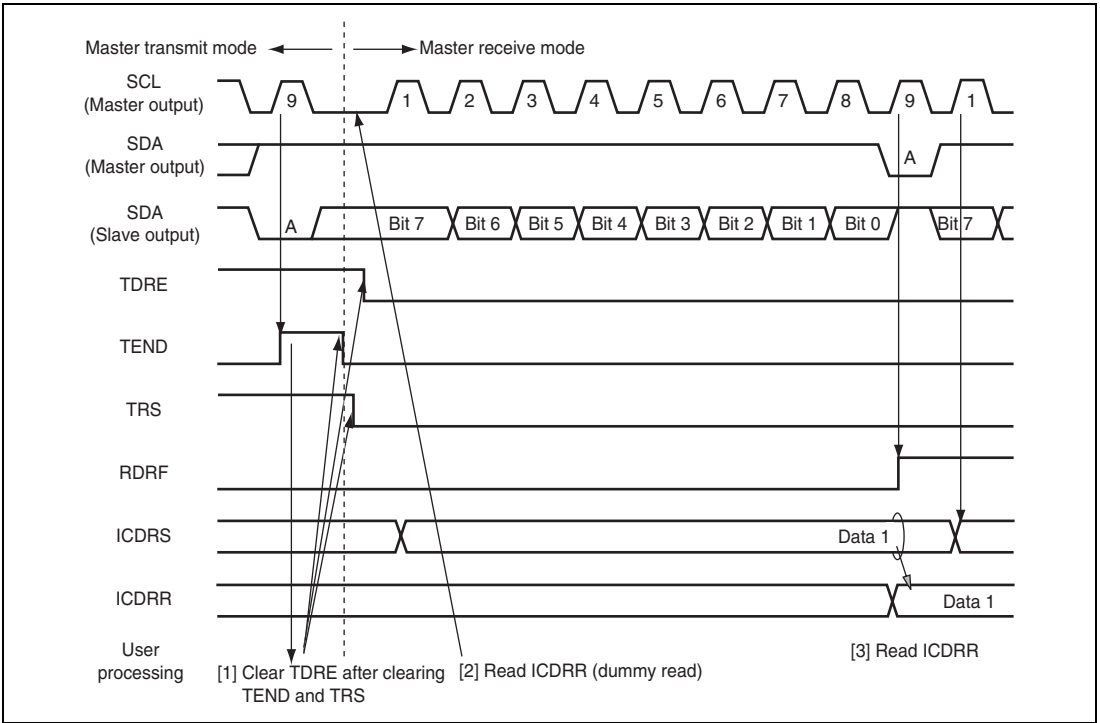 Master transmit mode Master receive mode
SCL
(Master output)
9 1 2 3 4 5 6 7 8 9 1
SDA
(Master output)
A
SDA
(Slave output)
A Bit 7 Bit 6 Bit 5 Bit 4 Bit 3 Bit 2 Bit 1 Bit 0 Bit 7
TDRE
TEND
TRS
RDRF
ICDRS
Data 1
ICDRR
Data 1
User
processing
[1] Clear TDRE after clearing
TEND and TRS
[2] Read ICDRR (dummy read)
[3] Read ICDRR